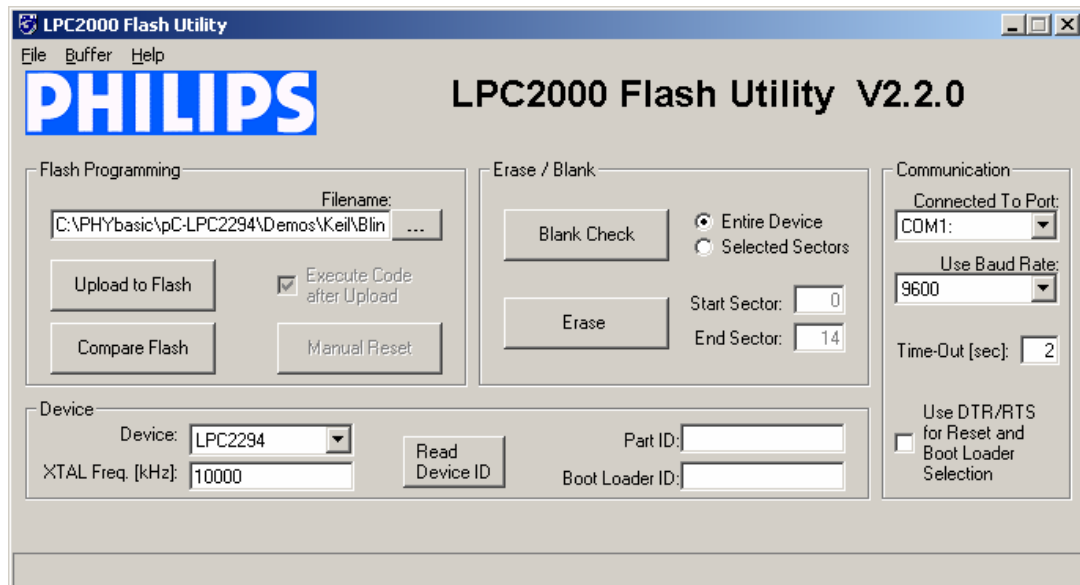 LPC2000 Flash Utility
File Buffer Help
PHILIPS
LPC2000 Flash Utility V2.2.0
Flash Programming
Filename:
C:\PHYbasic\pC-LPC2294\Demos\Keil\Blin
...
Upload to Flash
Execute Code
after Upload
Compare Flash
Manual Reset
Erase / Blank
Blank Check
Entire Device
Selected Sectors
Erase
Start Sector: 0
End Sector: 14
Communication
Connected To Port:
COM1:
Use Baud Rate:
9600
Time-Out [sec]: 2
Use DTR/RTS
for Reset and
Boot Loader
Selection
Device
Device: LPC2294
XTAL Freq. [kHz]: 10000
Read
Device ID
Part ID:
Boot Loader ID: